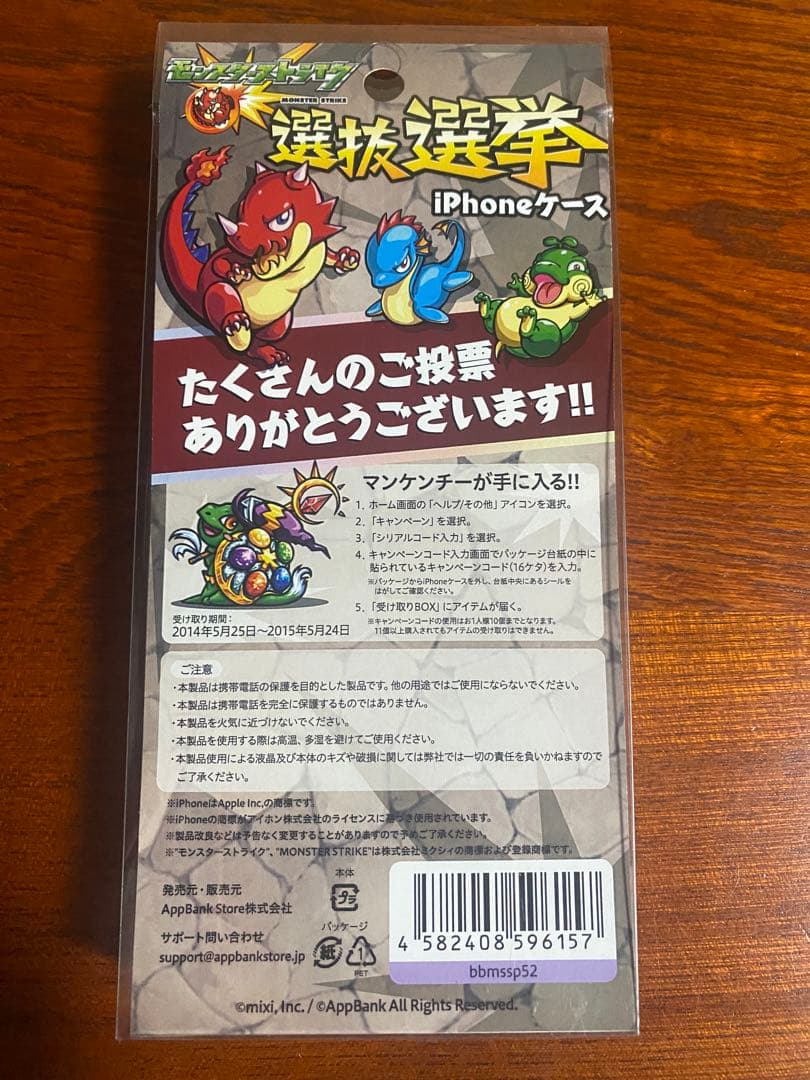 モンスターストライク
MONSTER STRIKE
選抜選挙
iPhoneケース
たくさんのご投票
ありがとうございます!!
マンケンチーが手に入る!!
1. ホーム画面の「ヘルプ/その他」アイコンを選択。
2. 「キャンペーン」を選択。
3. 「シリアルコード入力」を選択。
4. キャンペーンコード入力画面でパッケージ台紙の中に
貼られているキャンペーンコード(16ケタ)を入力。
※パッケージからiPhoneケースを外し、台紙中央にあるシールを
はがしてご確認ください。
5. 「受け取りBOX」にアイテムが届く。
※キャンペーンコードの使用はお1人様10個までとなります。
11個以上購入されてもアイテムの受け取りはできません。
受け取り期間：
2014年5月25日〜2015年5月24日
ご注意
・本製品は携帯電話の保護を目的とした製品です。他の用途ではご使用にならないでください。
・本製品は携帯電話を完全に保護するものではありません。
・本製品を火気に近づけないでください。
・本製品を使用する際は高温、多湿を避けてご使用ください。
・本製品使用による液晶及び本体のキズや破損に関しては弊社では一切の責任を負いかねますので
ご了承ください。
※iPhoneはApple Inc.の商標です。
※iPhoneの商標がアイホン株式会社のライセンスに基づき使用されています。
※製品改良などは予告なく変更することがありますので予めご了承ください。
※"モンスターストライク"、"MONSTER STRIKE"は株式会社ミクシィの商標および登録商標です。
発売元・販売元
AppBank Store株式会社
サポート問い合わせ
support@appbankstore.jp
本体
プラ
パッケージ
紙
1
PET
4 582408 596157
bbmssp52
©mixi, Inc. / ©AppBank All Rights Reserved.